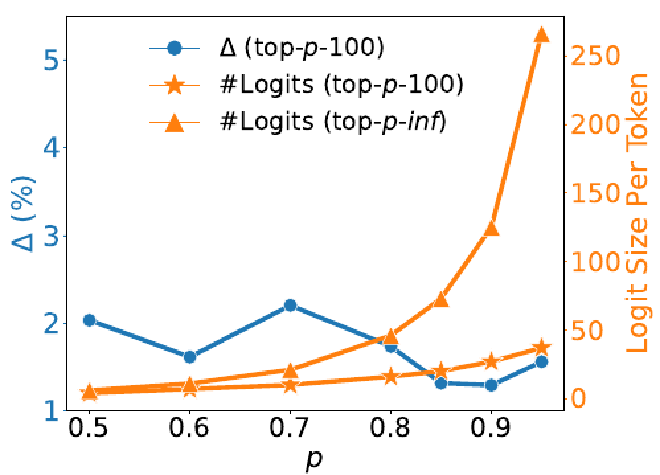 Δ (top-p-100)
#Logits (top-p-100)
#Logits (top-p-inf)
5
4
3
2
1
Δ (%)
250
200
150
100
50
0
Logit Size Per Token
0.5 0.6 0.7 0.8 0.9
p